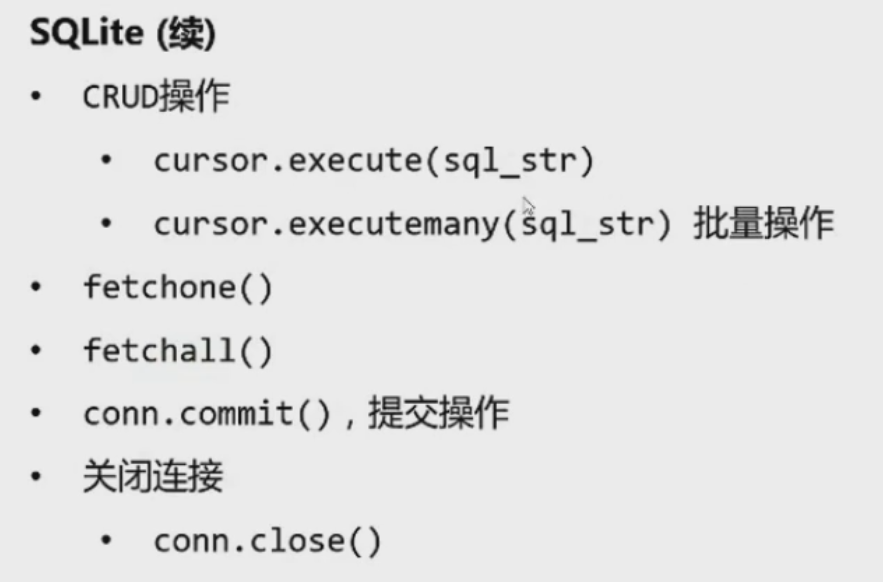 SQLite (续)
• CRUD操作
• cursor.execute(sql_str)
• cursor.executemany(sql_str) 批量操作
• fetchone()
• fetchall()
• conn.commit()，提交操作
• 关闭连接
• conn.close()